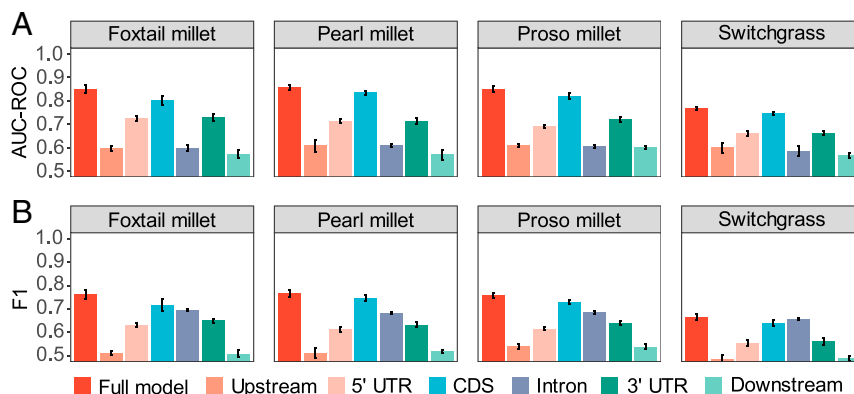 A
Foxtail millet Pearl millet Proso millet Switchgrass
AUC-ROC
1.0
0.9
0.8
0.7
0.6
0.5
B
Foxtail millet Pearl millet Proso millet Switchgrass
F1
1.0
0.9
0.8
0.7
0.6
0.5
Full model Upstream 5' UTR CDS Intron 3' UTR Downstream